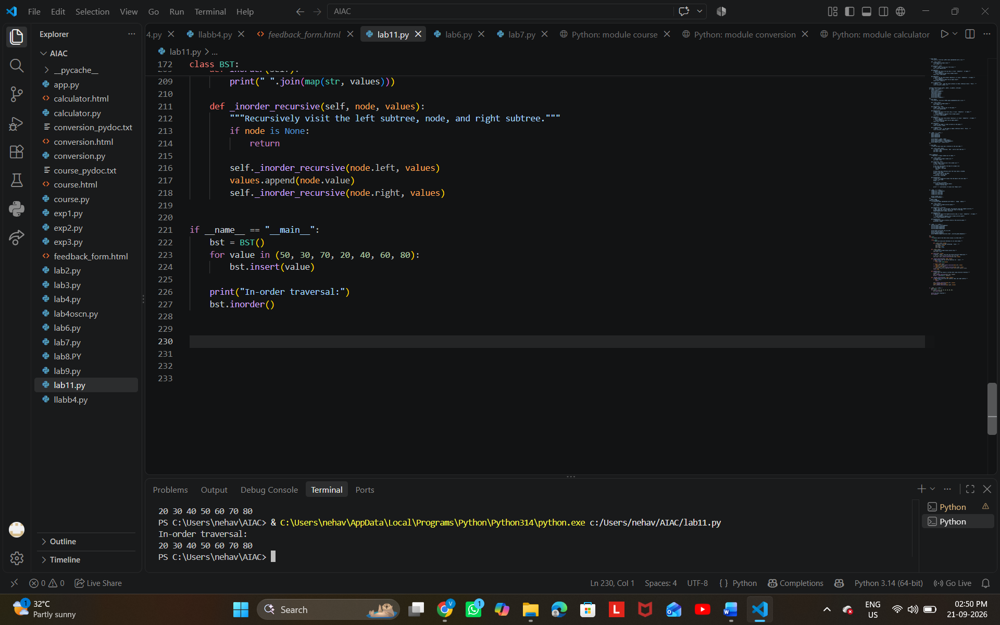 File Edit Selection View Go Run Terminal Help
AIAC
Explorer
AIAC
__pycache__
app.py
calculator.html
calculator.py
conversion_pydoc.txt
conversion.html
conversion.py
course_pydoc.txt
course.html
course.py
exp1.py
exp2.py
exp3.py
feedback_form.html
lab2.py
lab3.py
lab4.py
lab4oscn.py
lab6.py
lab7.py
lab8.PY
lab9.py
lab11.py
llabb4.py
Outline
Timeline
4.py llabb4.py feedback_form.html lab11.py lab6.py lab7.py Python: module course Python: module conversion Python: module calculator
lab11.py > ...
172 class BST:
209 print(" ".join(map(str, values)))
210
211 def _inorder_recursive(self, node, values):
212 """Recursively visit the left subtree, node, and right subtree."""
213 if node is None:
214 return
215
216 self._inorder_recursive(node.left, values)
217 values.append(node.value)
218 self._inorder_recursive(node.right, values)
219
220
221 if __name__ == "__main__":
222 bst = BST()
223 for value in (50, 30, 70, 20, 40, 60, 80):
224 bst.insert(value)
225
226 print("In-order traversal:")
227 bst.inorder()
228
229
230
231
232
233
Problems Output Debug Console Terminal Ports
20 30 40 50 60 70 80
PS C:\Users\nehav\AIAC> & C:\Users\nehav\AppData\Local\Programs\Python\Python314\python.exe c:/Users/nehav/AIAC/lab11.py
In-order traversal:
20 30 40 50 60 70 80
PS C:\Users\nehav\AIAC>
Python
Python
0 0 Live Share Ln 230, Col 1 Spaces: 4 UTF-8 { } Python Completions Python 3.14 (64-bit) Go Live
1 32°C
Partly sunny
Search
V
1
L
W
ENG
US
02:50 PM
21-09-2026